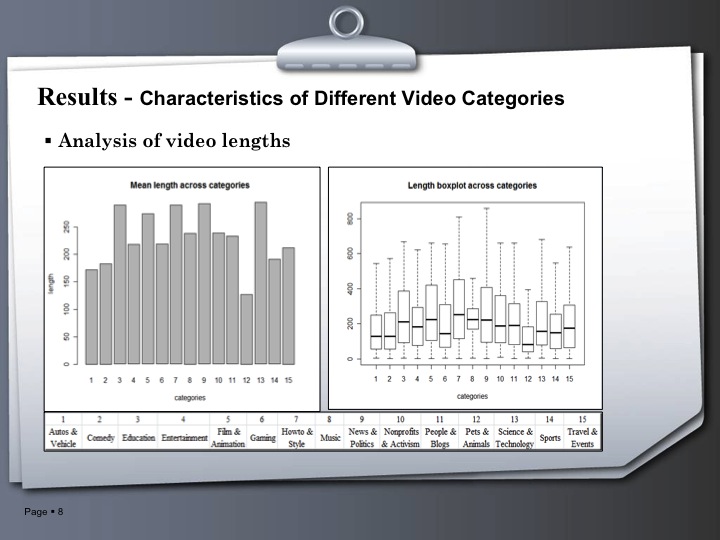 Results - Characteristics of Different Video Categories
▪ Analysis of video lengths
Mean length across categories
length
250
200
150
100
50
0
1 2 3 4 5 6 7 8 9 10 11 12 13 14 15
categories
Length boxplot across categories
800
600
400
200
0
1 2 3 4 5 6 7 8 9 10 11 12 13 14 15
categories
1 2 3 4 5 6 7 8 9 10 11 12 13 14 15
Autos & Vehicle
Comedy
Education
Entertainment
Film & Animation
Gaming
Howto & Style
Music
News & Politics
Nonprofits & Activism
People & Blogs
Pets & Animals
Science & Technology
Sports
Travel & Events
Page ▪ 8